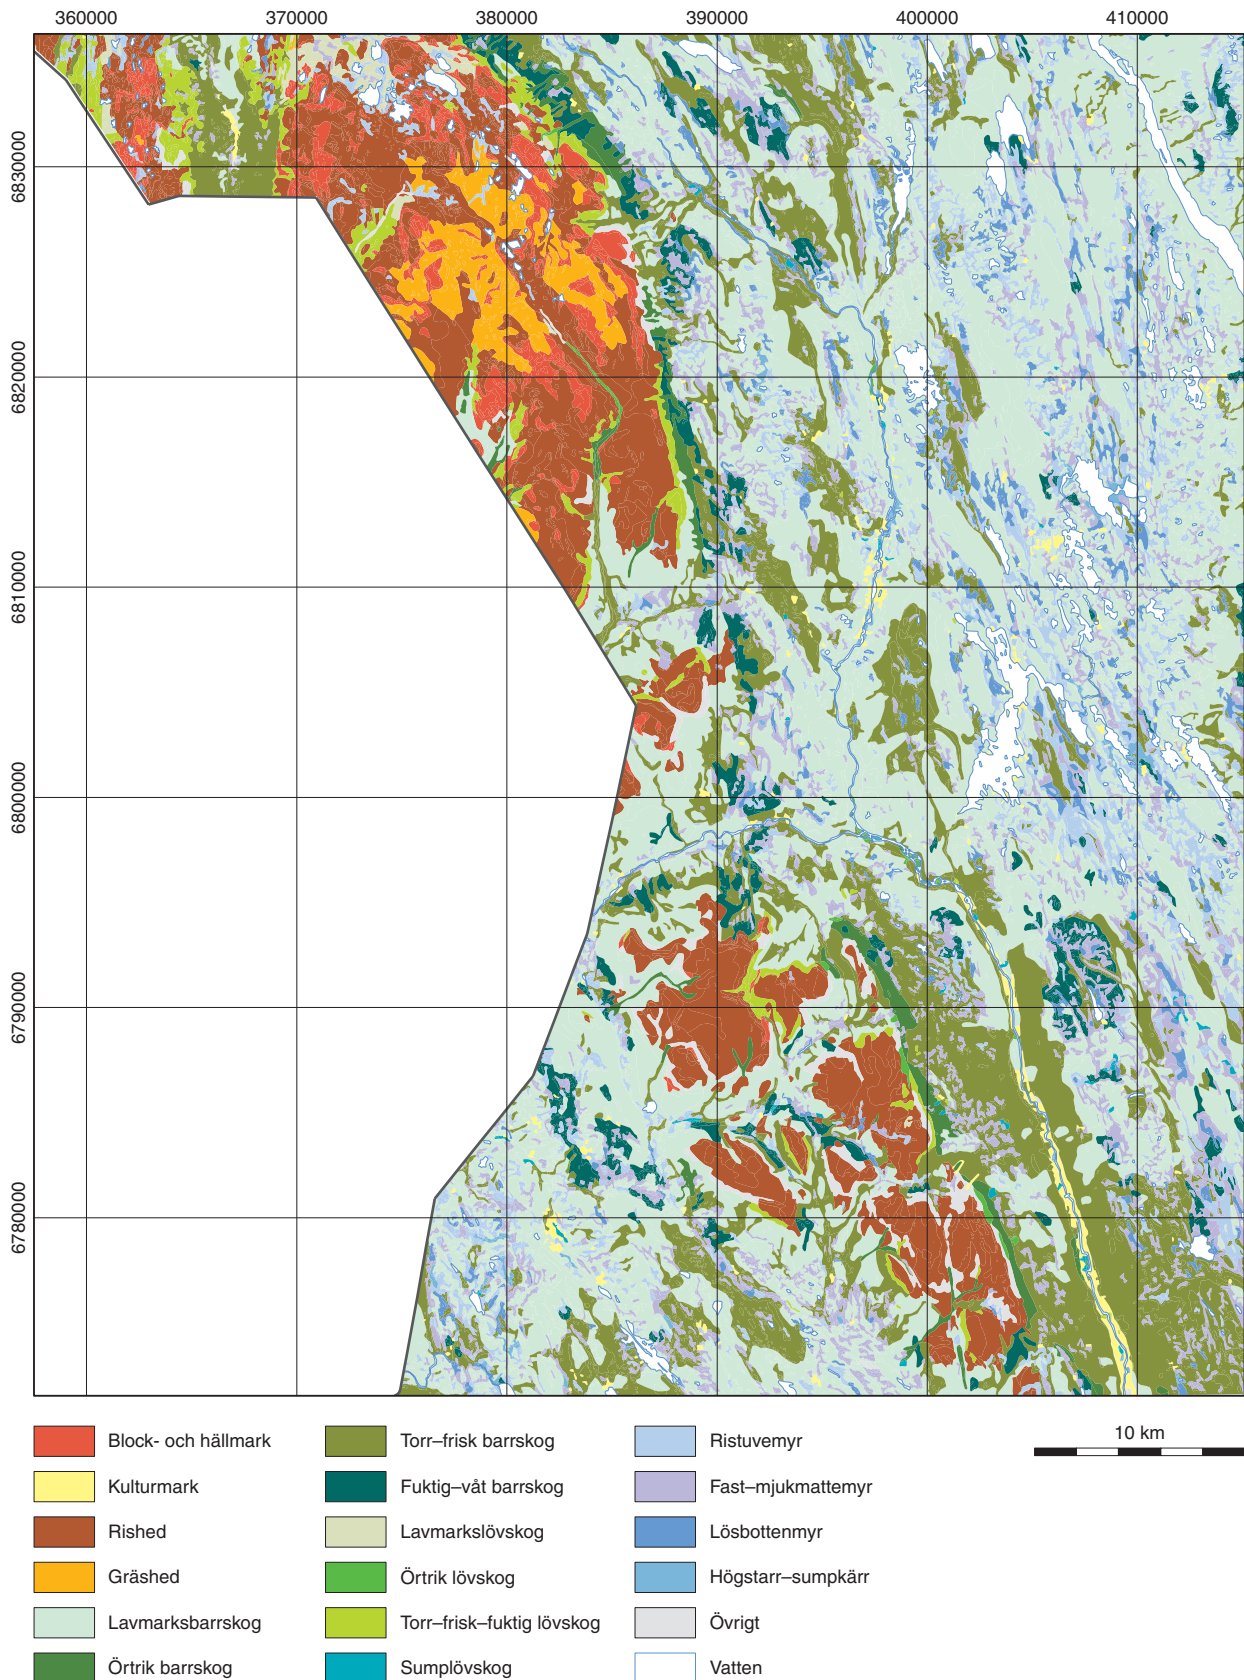 360000 370000 380000 390000 400000 410000
6830000
6820000
6810000
6800000
6790000
6780000
Block- och hällmark
Kulturmark
Rished
Gräshed
Lavmarksbarrskog
Örtrik barrskog
Torr–frisk barrskog
Fuktig–våt barrskog
Lavmarkslövskog
Örtrik lövskog
Torr–frisk–fuktig lövskog
Sumplövskog
Ristuvemyr
Fast–mjukmattemyr
Lösbottenmyr
Högstarr–sumpkärr
Övrigt
Vatten
10 km